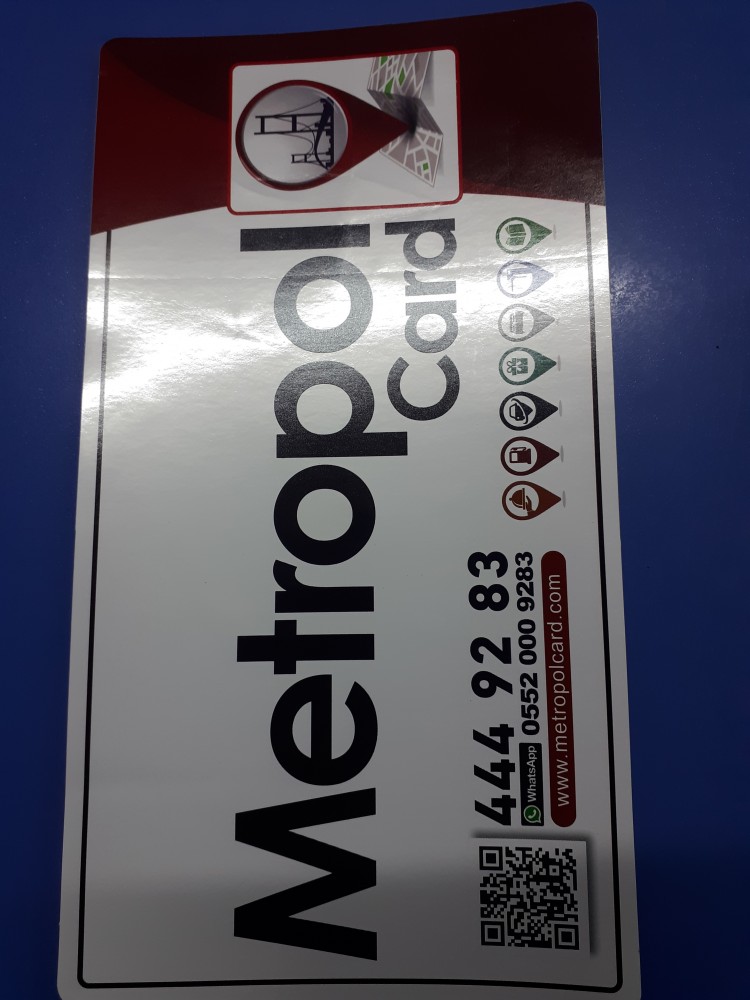 Metropol
Card
444 92 83
WhatsApp 0552 000 9283
www.metropolcard.com